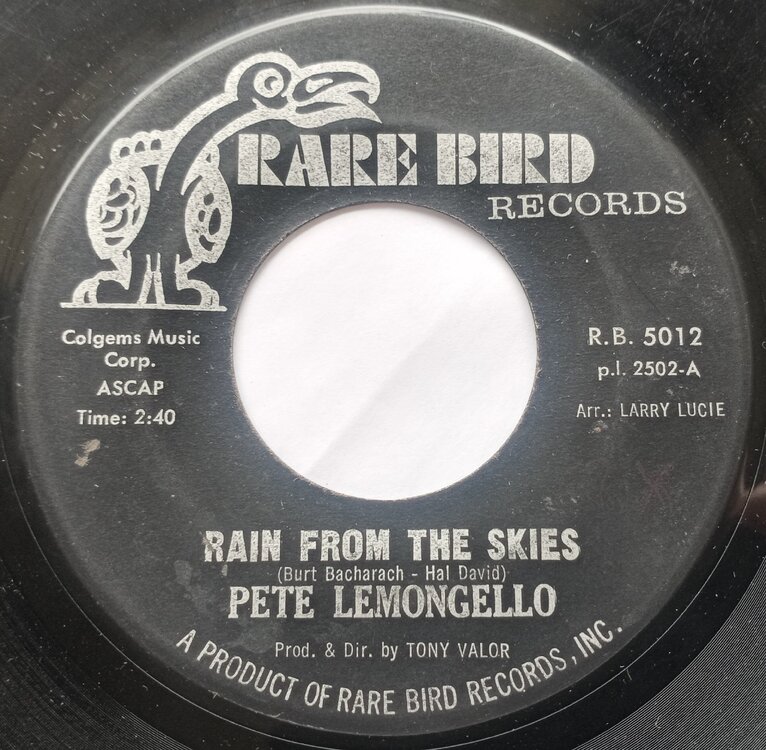 RARE BIRD
RECORDS
Colgems Music
Corp.
ASCAP
Time: 2:40
R.B. 5012
p.l. 2502-A
Arr.: LARRY LUCIE
RAIN FROM THE SKIES
(Burt Bacharach - Hal David)
PETE LEMONGELLO
Prod. & Dir. by TONY VALOR
A PRODUCT OF RARE BIRD RECORDS, INC.